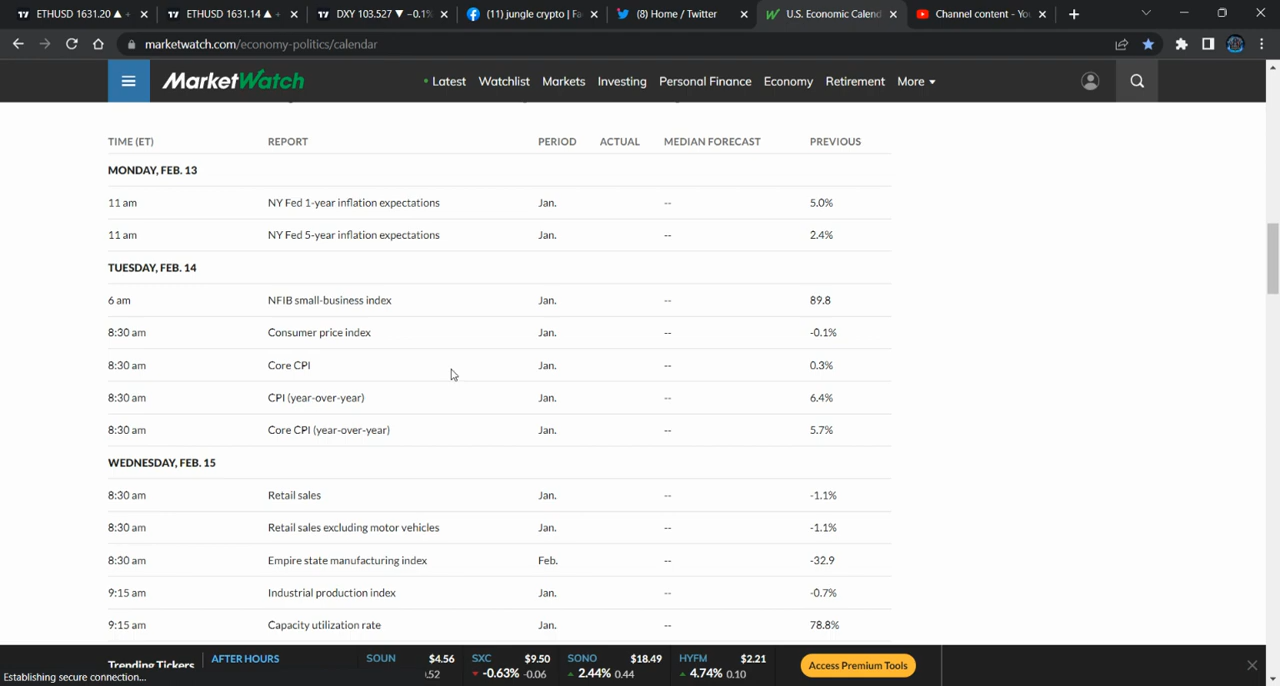 ETHUSD 1631.20 ▲ +
ETHUSD 1631.14 ▲ +
DXY 103.527 ▼ −0.1%
(11) jungle crypto | Fa
(8) Home / Twitter
U.S. Economic Calend
Channel content - Yo
marketwatch.com/economy-politics/calendar
MarketWatch
Latest Watchlist Markets Investing Personal Finance Economy Retirement More
TIME (ET) REPORT PERIOD ACTUAL MEDIAN FORECAST PREVIOUS
MONDAY, FEB. 13
11 am NY Fed 1-year inflation expectations Jan. -- 5.0%
11 am NY Fed 5-year inflation expectations Jan. -- 2.4%
TUESDAY, FEB. 14
6 am NFIB small-business index Jan. -- 89.8
8:30 am Consumer price index Jan. -- -0.1%
8:30 am Core CPI Jan. -- 0.3%
8:30 am CPI (year-over-year) Jan. -- 6.4%
8:30 am Core CPI (year-over-year) Jan. -- 5.7%
WEDNESDAY, FEB. 15
8:30 am Retail sales Jan. -- -1.1%
8:30 am Retail sales excluding motor vehicles Jan. -- -1.1%
8:30 am Empire state manufacturing index Feb. -- -32.9
9:15 am Industrial production index Jan. -- -0.7%
9:15 am Capacity utilization rate Jan. -- 78.8%
Trending Tickers AFTER HOURS SOUN $4.56 SXC $9.50 SONO $18.49 HYFM $2.21 Access Premium Tools
.52 -0.63% -0.06 2.44% 0.44 4.74% 0.10
Establishing secure connection...